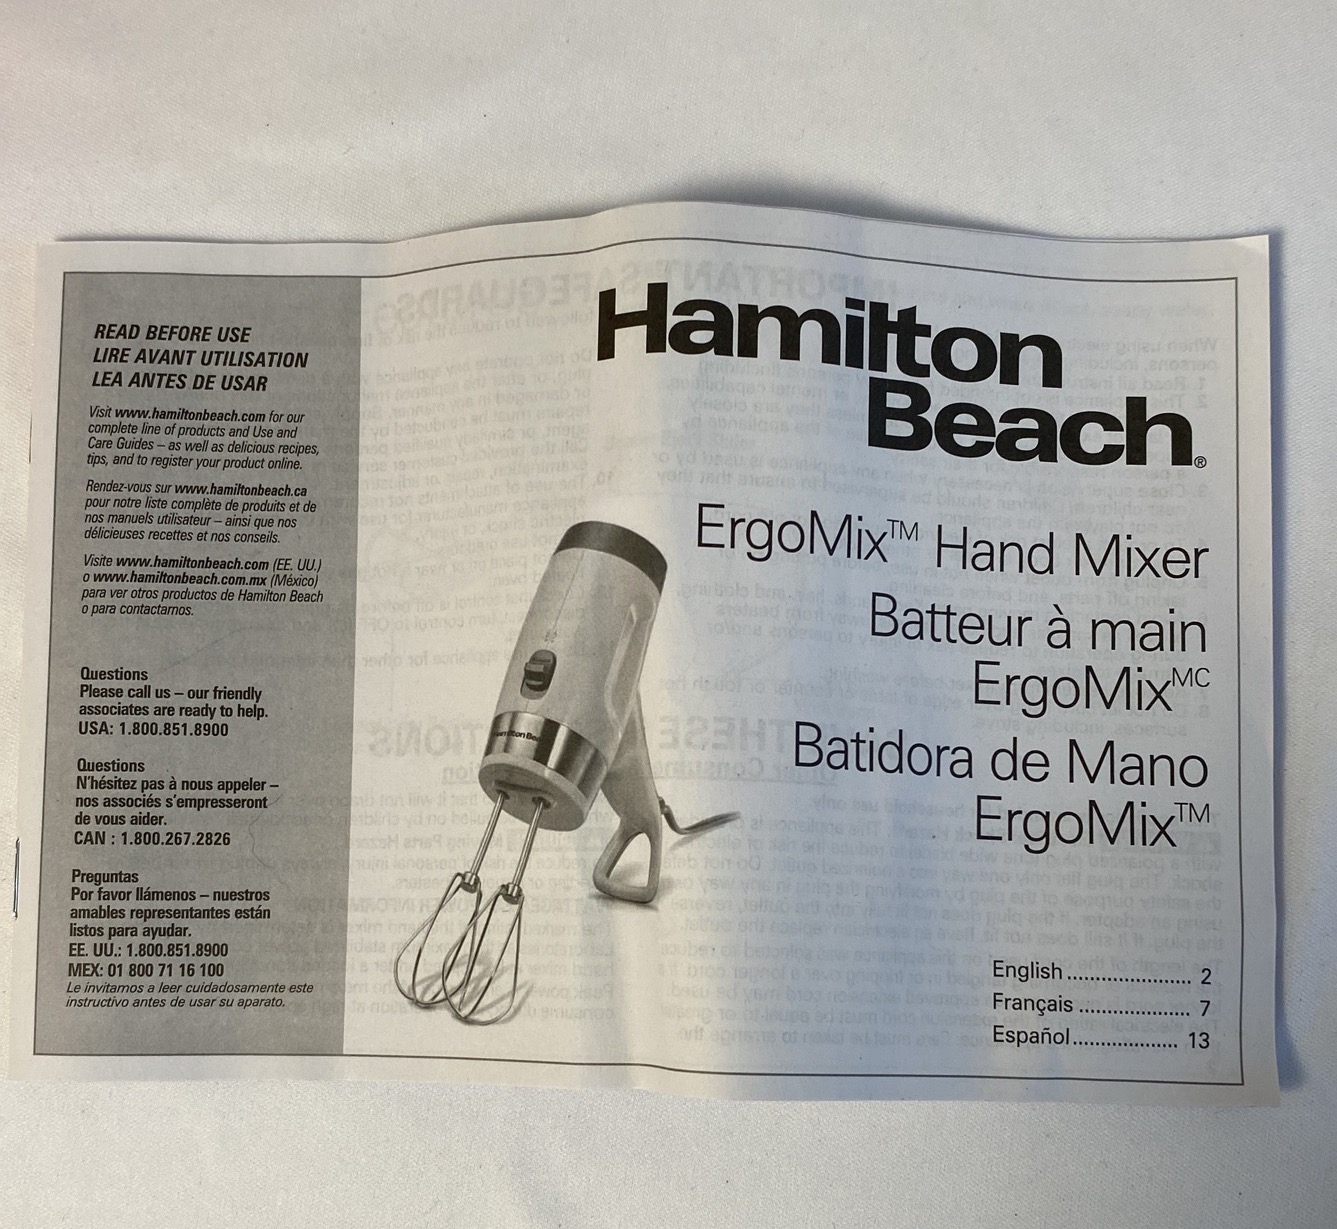 READ BEFORE USE
LIRE AVANT UTILISATION
LEA ANTES DE USAR
Visit www.hamiltonbeach.com for our
complete line of products and Use and
Care Guides – as well as delicious recipes,
tips, and to register your product online.
Rendez-vous sur www.hamiltonbeach.ca
pour notre liste complète de produits et de
nos manuels utilisateur – ainsi que nos
délicieuses recettes et nos conseils.
Visite www.hamiltonbeach.com (EE. UU.)
o www.hamiltonbeach.com.mx (México)
para ver otros productos de Hamilton Beach
o para contactarnos.
Questions
Please call us – our friendly
associates are ready to help.
USA: 1.800.851.8900
Questions
N'hésitez pas à nous appeler –
nos associés s'empresseront
de vous aider.
CAN : 1.800.267.2826
Preguntas
Por favor llámenos – nuestros
amables representantes están
listos para ayudar.
EE. UU.: 1.800.851.8900
MEX: 01 800 71 16 100
Le invitamos a leer cuidadosamente este
instructivo antes de usar su aparato.
Hamilton
Beach®
ErgoMix™ Hand Mixer
Batteur à main
ErgoMixMC
Batidora de Mano
ErgoMix™
Hamilton Beach
English ...................... 2
Français .................... 7
Español................... 13